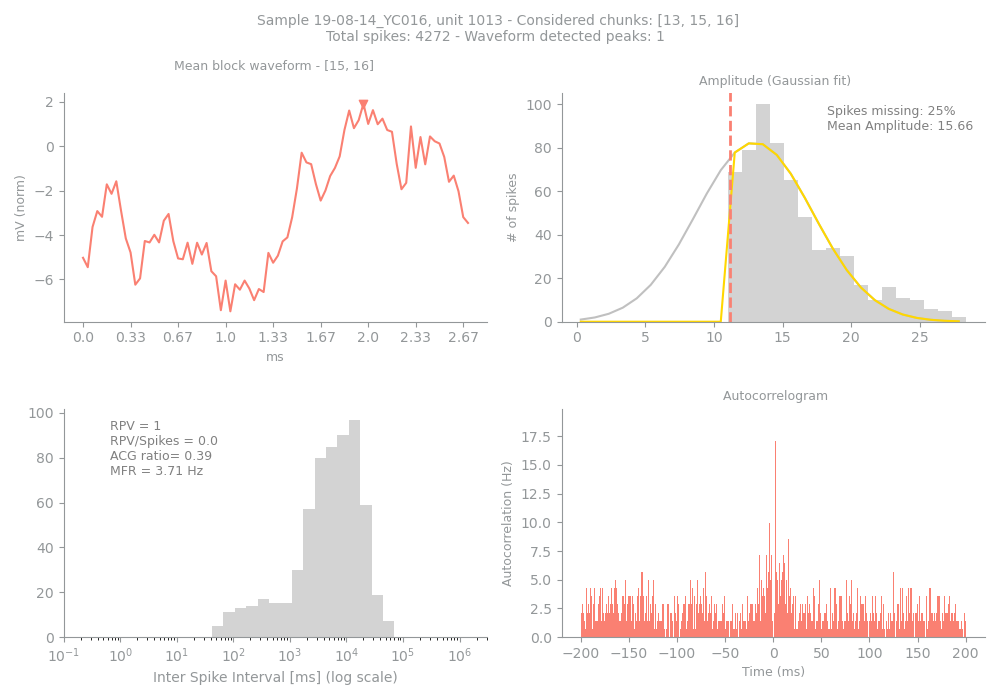 Sample 19-08-14_YC016, unit 1013 - Considered chunks: [13, 15, 16]
Total spikes: 4272 - Waveform detected peaks: 1
Mean block waveform - [15, 16]
2
0
−2
−4
−6
mV (norm)
0.0 0.33 0.67 1.0 1.33 1.67 2.0 2.33 2.67
ms
Amplitude (Gaussian fit)
Spikes missing: 25%
Mean Amplitude: 15.66
100
80
60
40
20
0
# of spikes
0 5 10 15 20 25
RPV = 1
RPV/Spikes = 0.0
ACG ratio= 0.39
MFR = 3.71 Hz
100
80
60
40
20
0
10⁻¹ 10⁰ 10¹ 10² 10³ 10⁴ 10⁵ 10⁶
Inter Spike Interval [ms] (log scale)
Autocorrelogram
17.5
15.0
12.5
10.0
7.5
5.0
2.5
0.0
Autocorrelation (Hz)
−200 −150 −100 −50 0 50 100 150 200
Time (ms)